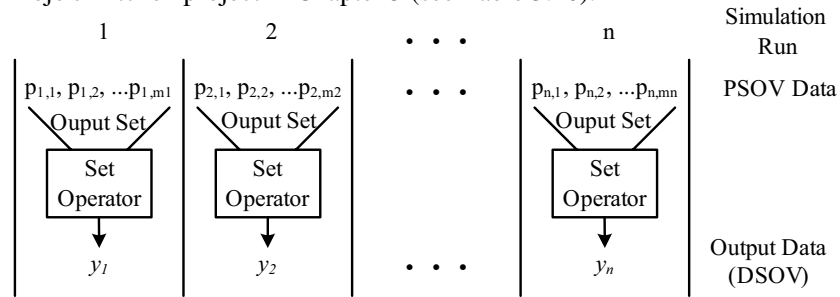 1 2 . . . n Simulation
Run
p1,1, p1,2, ...p1,m1 p2,1, p2,2, ...p2,m2 . . . pn,1, pn,2, ...pn,mn PSOV Data
Ouput Set Ouput Set Ouput Set
Set Set Set
Operator Operator Operator
y1 y2 . . . yn Output Data
(DSOV)